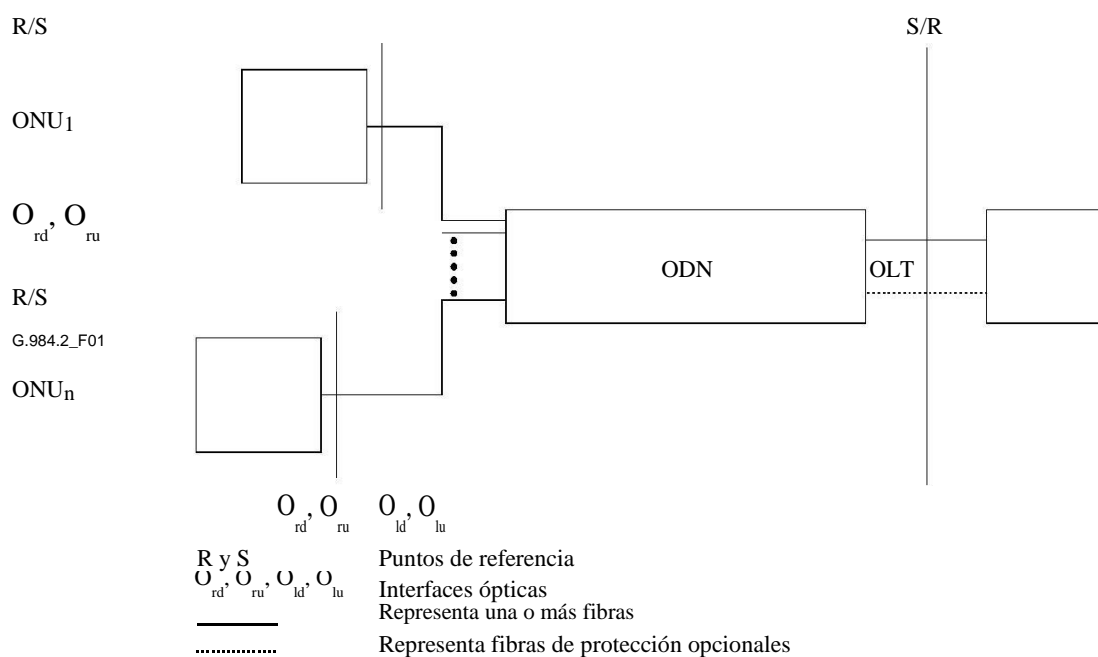 R/S S/R
ONU1
Ord, Oru
ODN OLT
R/S
G.984.2_F01
ONUn
Ord, Oru Old, Olu
R y S Puntos de referencia
Ord, Oru, Old, Olu Interfaces ópticas
Representa una o más fibras
Representa fibras de protección opcionales